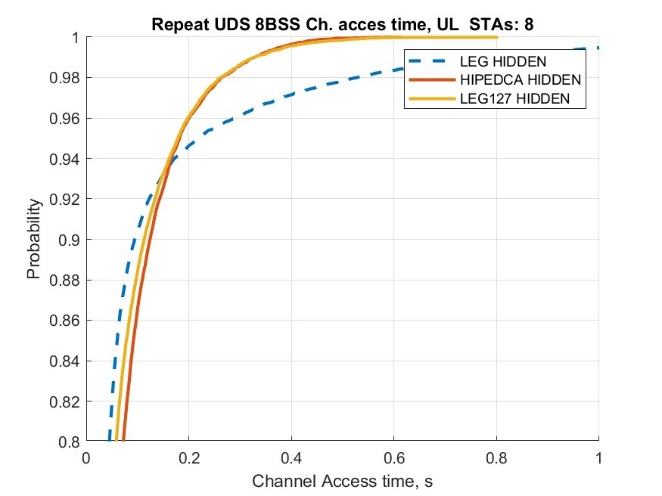 Repeat UDS 8BSS Ch. acces time, UL STAs: 8
1
0.98
0.96
0.94
0.92
0.9
0.88
0.86
0.84
0.82
0.8
Probability
LEG HIDDEN
HIPEDCA HIDDEN
LEG127 HIDDEN
0 0.2 0.4 0.6 0.8 1
Channel Access time, s